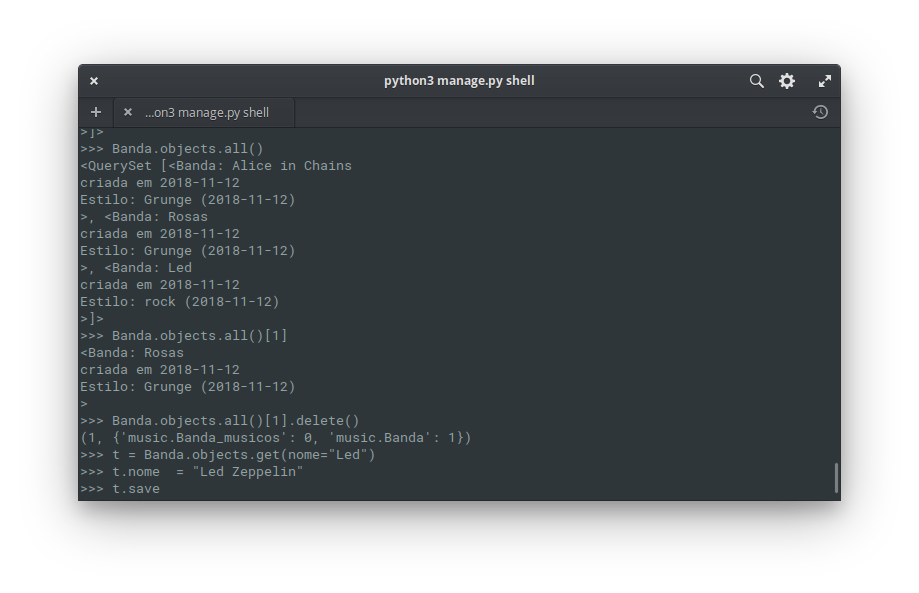 python3 manage.py shell
...on3 manage.py shell
>]>
>>> Banda.objects.all()
<QuerySet [<Banda: Alice in Chains
criada em 2018-11-12
Estilo: Grunge (2018-11-12)
>, <Banda: Rosas
criada em 2018-11-12
Estilo: Grunge (2018-11-12)
>, <Banda: Led
criada em 2018-11-12
Estilo: rock (2018-11-12)
>]>
>>> Banda.objects.all()[1]
<Banda: Rosas
criada em 2018-11-12
Estilo: Grunge (2018-11-12)
>
>>> Banda.objects.all()[1].delete()
(1, {'music.Banda_musicos': 0, 'music.Banda': 1})
>>> t = Banda.objects.get(nome="Led")
>>> t.nome  = "Led Zeppelin"
>>> t.save